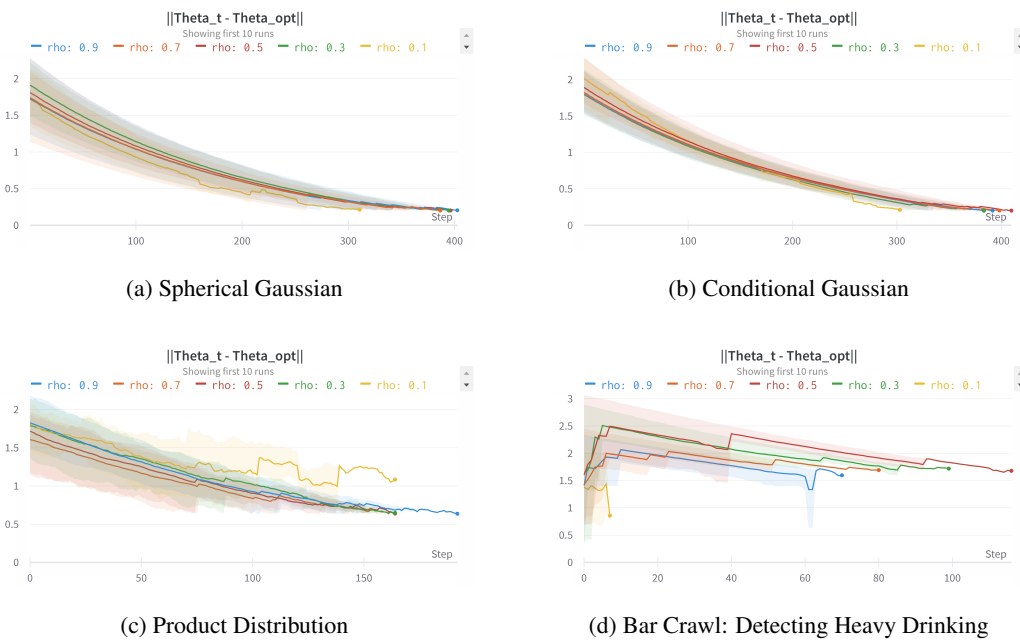 ||Theta_t - Theta_opt||
Showing first 10 runs
rho: 0.9 rho: 0.7 rho: 0.5 rho: 0.3 rho: 0.1
2
1.5
1
0.5
0
Step
100 200 300 400
(a) Spherical Gaussian
||Theta_t - Theta_opt||
Showing first 10 runs
rho: 0.9 rho: 0.7 rho: 0.5 rho: 0.3 rho: 0.1
2
1.5
1
0.5
0
Step
100 200 300 400
(b) Conditional Gaussian
||Theta_t - Theta_opt||
Showing first 10 runs
rho: 0.9 rho: 0.7 rho: 0.5 rho: 0.3 rho: 0.1
2
1.5
1
0.5
0
Step
0 50 100 150
(c) Product Distribution
||Theta_t - Theta_opt||
Showing first 10 runs
rho: 0.9 rho: 0.7 rho: 0.5 rho: 0.3 rho: 0.1
3
2.5
2
1.5
1
0.5
0
Step
0 20 40 60 80 100
(d) Bar Crawl: Detecting Heavy Drinking